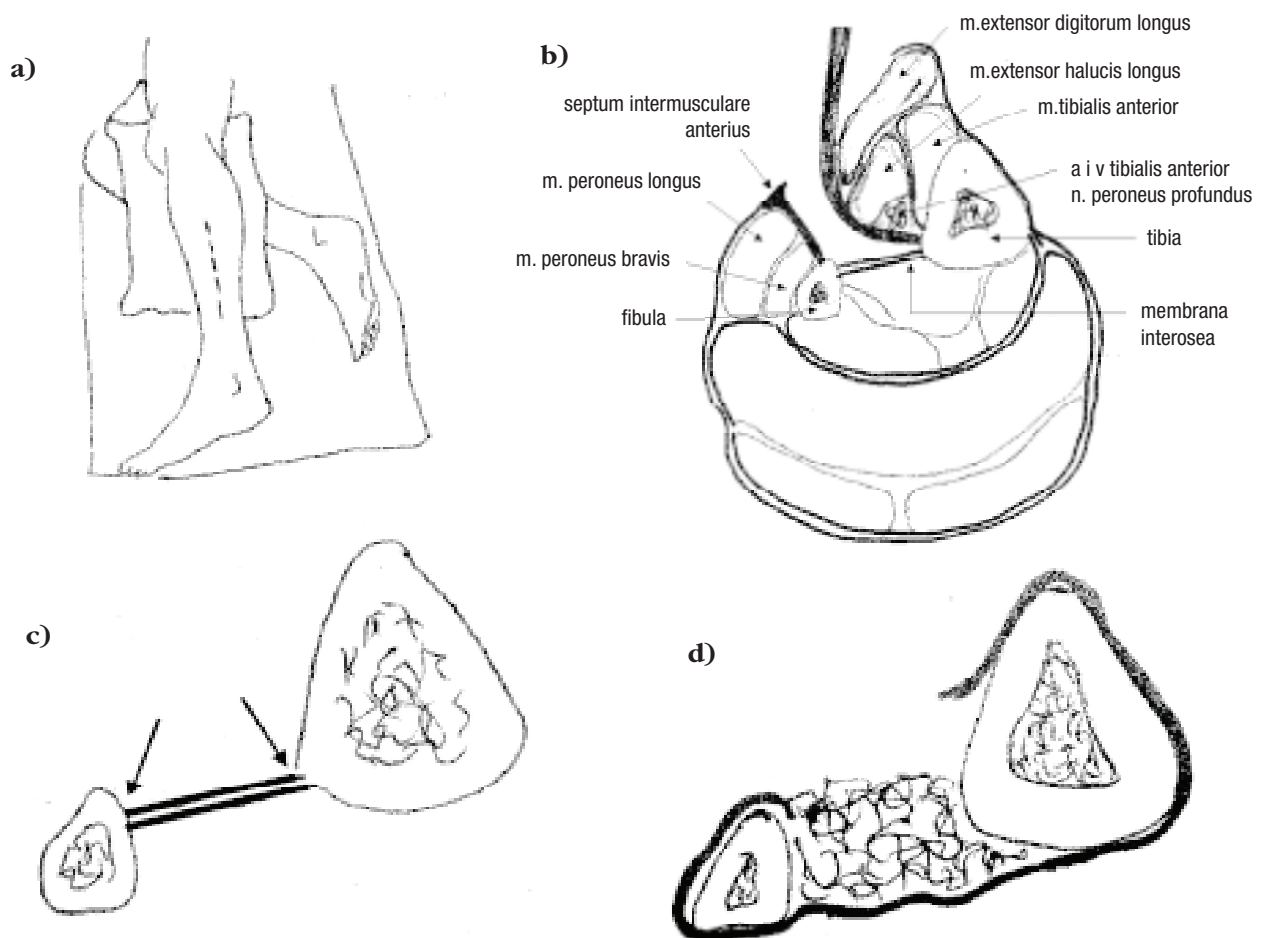 a)
b)
m.extensor digitorum longus
m.extensor halucis longus
m.tibialis anterior
septum intermusculare
anterius
m. peroneus longus
a i v tibialis anterior
n. peroneus profundus
tibia
m. peroneus bravis
fibula
membrana
interosea
c)
d)